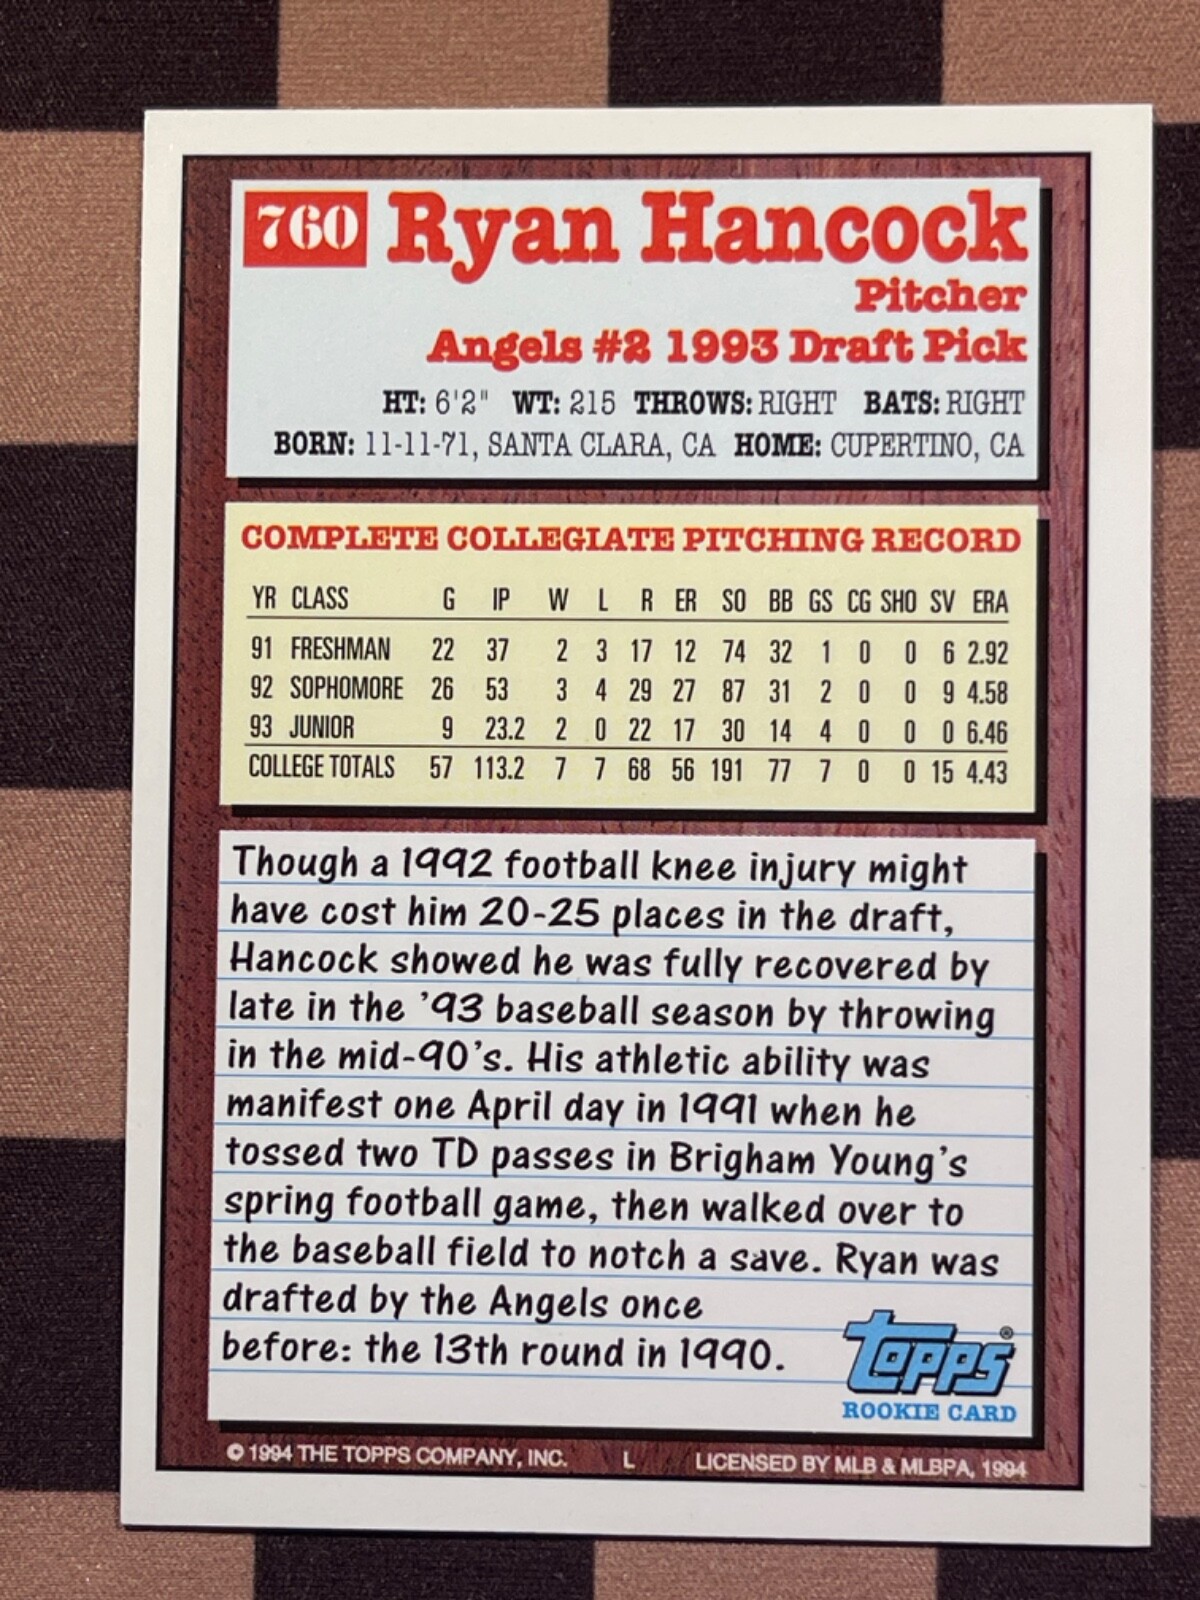 760 Ryan Hancock
Pitcher
Angels #2 1993 Draft Pick
HT: 6'2" WT: 215 THROWS: RIGHT BATS: RIGHT
BORN: 11-11-71, SANTA CLARA, CA HOME: CUPERTINO, CA
COMPLETE COLLEGIATE PITCHING RECORD
YR CLASS G IP W L R ER SO BB GS CG SHO SV ERA
91 FRESHMAN 22 37 2 3 17 12 74 32 1 0 0 6 2.92
92 SOPHOMORE 26 53 3 4 29 27 87 31 2 0 0 9 4.58
93 JUNIOR 9 23.2 2 0 22 17 30 14 4 0 0 0 6.46
COLLEGE TOTALS 57 113.2 7 7 68 56 191 77 7 0 0 15 4.43
Though a 1992 football knee injury might
have cost him 20-25 places in the draft,
Hancock showed he was fully recovered by
late in the '93 baseball season by throwing
in the mid-90's. His athletic ability was
manifest one April day in 1991 when he
tossed two TD passes in Brigham Young's
spring football game, then walked over to
the baseball field to notch a save. Ryan was
drafted by the Angels once
before: the 13th round in 1990.
Topps®
ROOKIE CARD
© 1994 THE TOPPS COMPANY, INC. L LICENSED BY MLB & MLBPA, 1994